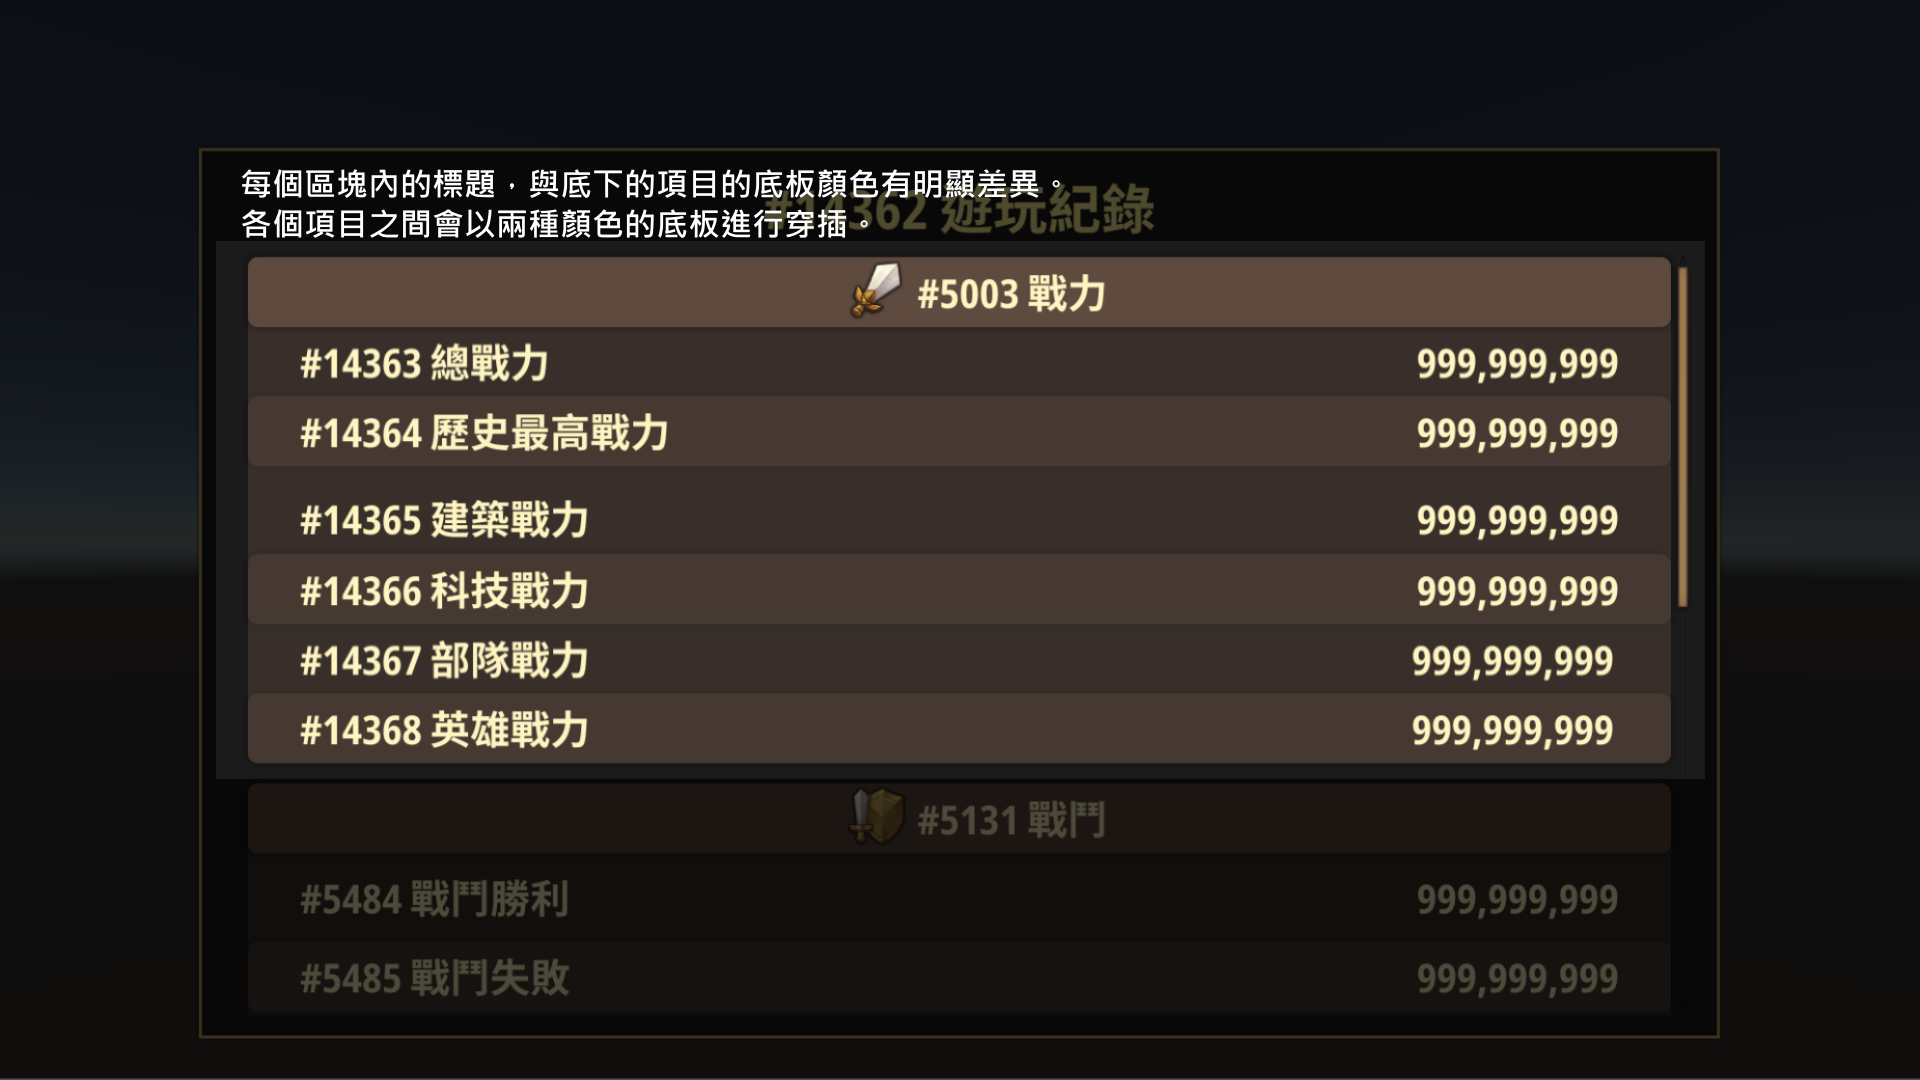 每個區塊內的標題，與底下的項目的底板顏色有明顯差異。
各個項目之間會以兩種顏色的底板進行穿插。
#14362 遊玩紀錄
#5003 戰力
#14363 總戰力 999,999,999
#14364 歷史最高戰力 999,999,999
#14365 建築戰力 999,999,999
#14366 科技戰力 999,999,999
#14367 部隊戰力 999,999,999
#14368 英雄戰力 999,999,999
#5131 戰鬥
#5484 戰鬥勝利 999,999,999
#5485 戰鬥失敗 999,999,999